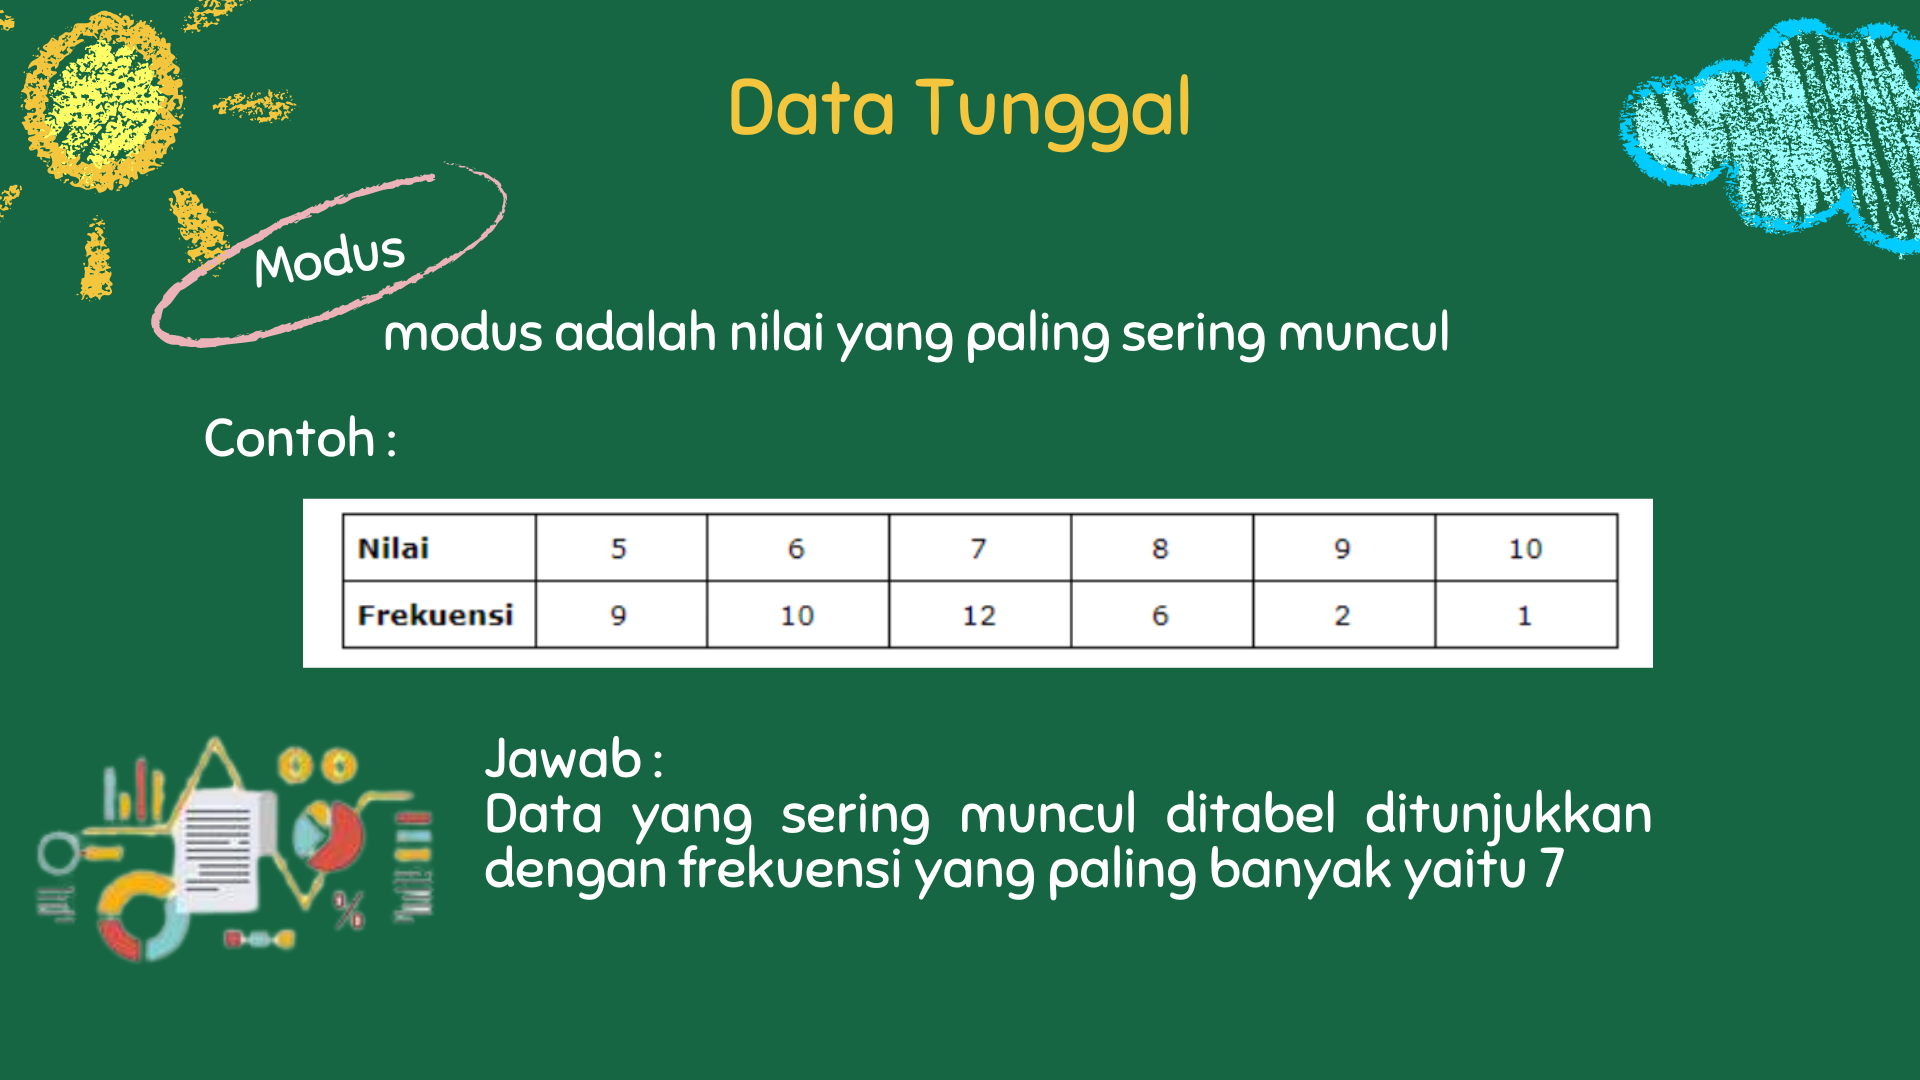 Data Tunggal
Modus
modus adalah nilai yang paling sering muncul
Contoh :
Nilai 5 6 7 8 9 10
Frekuensi 9 10 12 6 2 1
Jawab :
Data yang sering muncul ditabel ditunjukkan
dengan frekuensi yang paling banyak yaitu 7
%